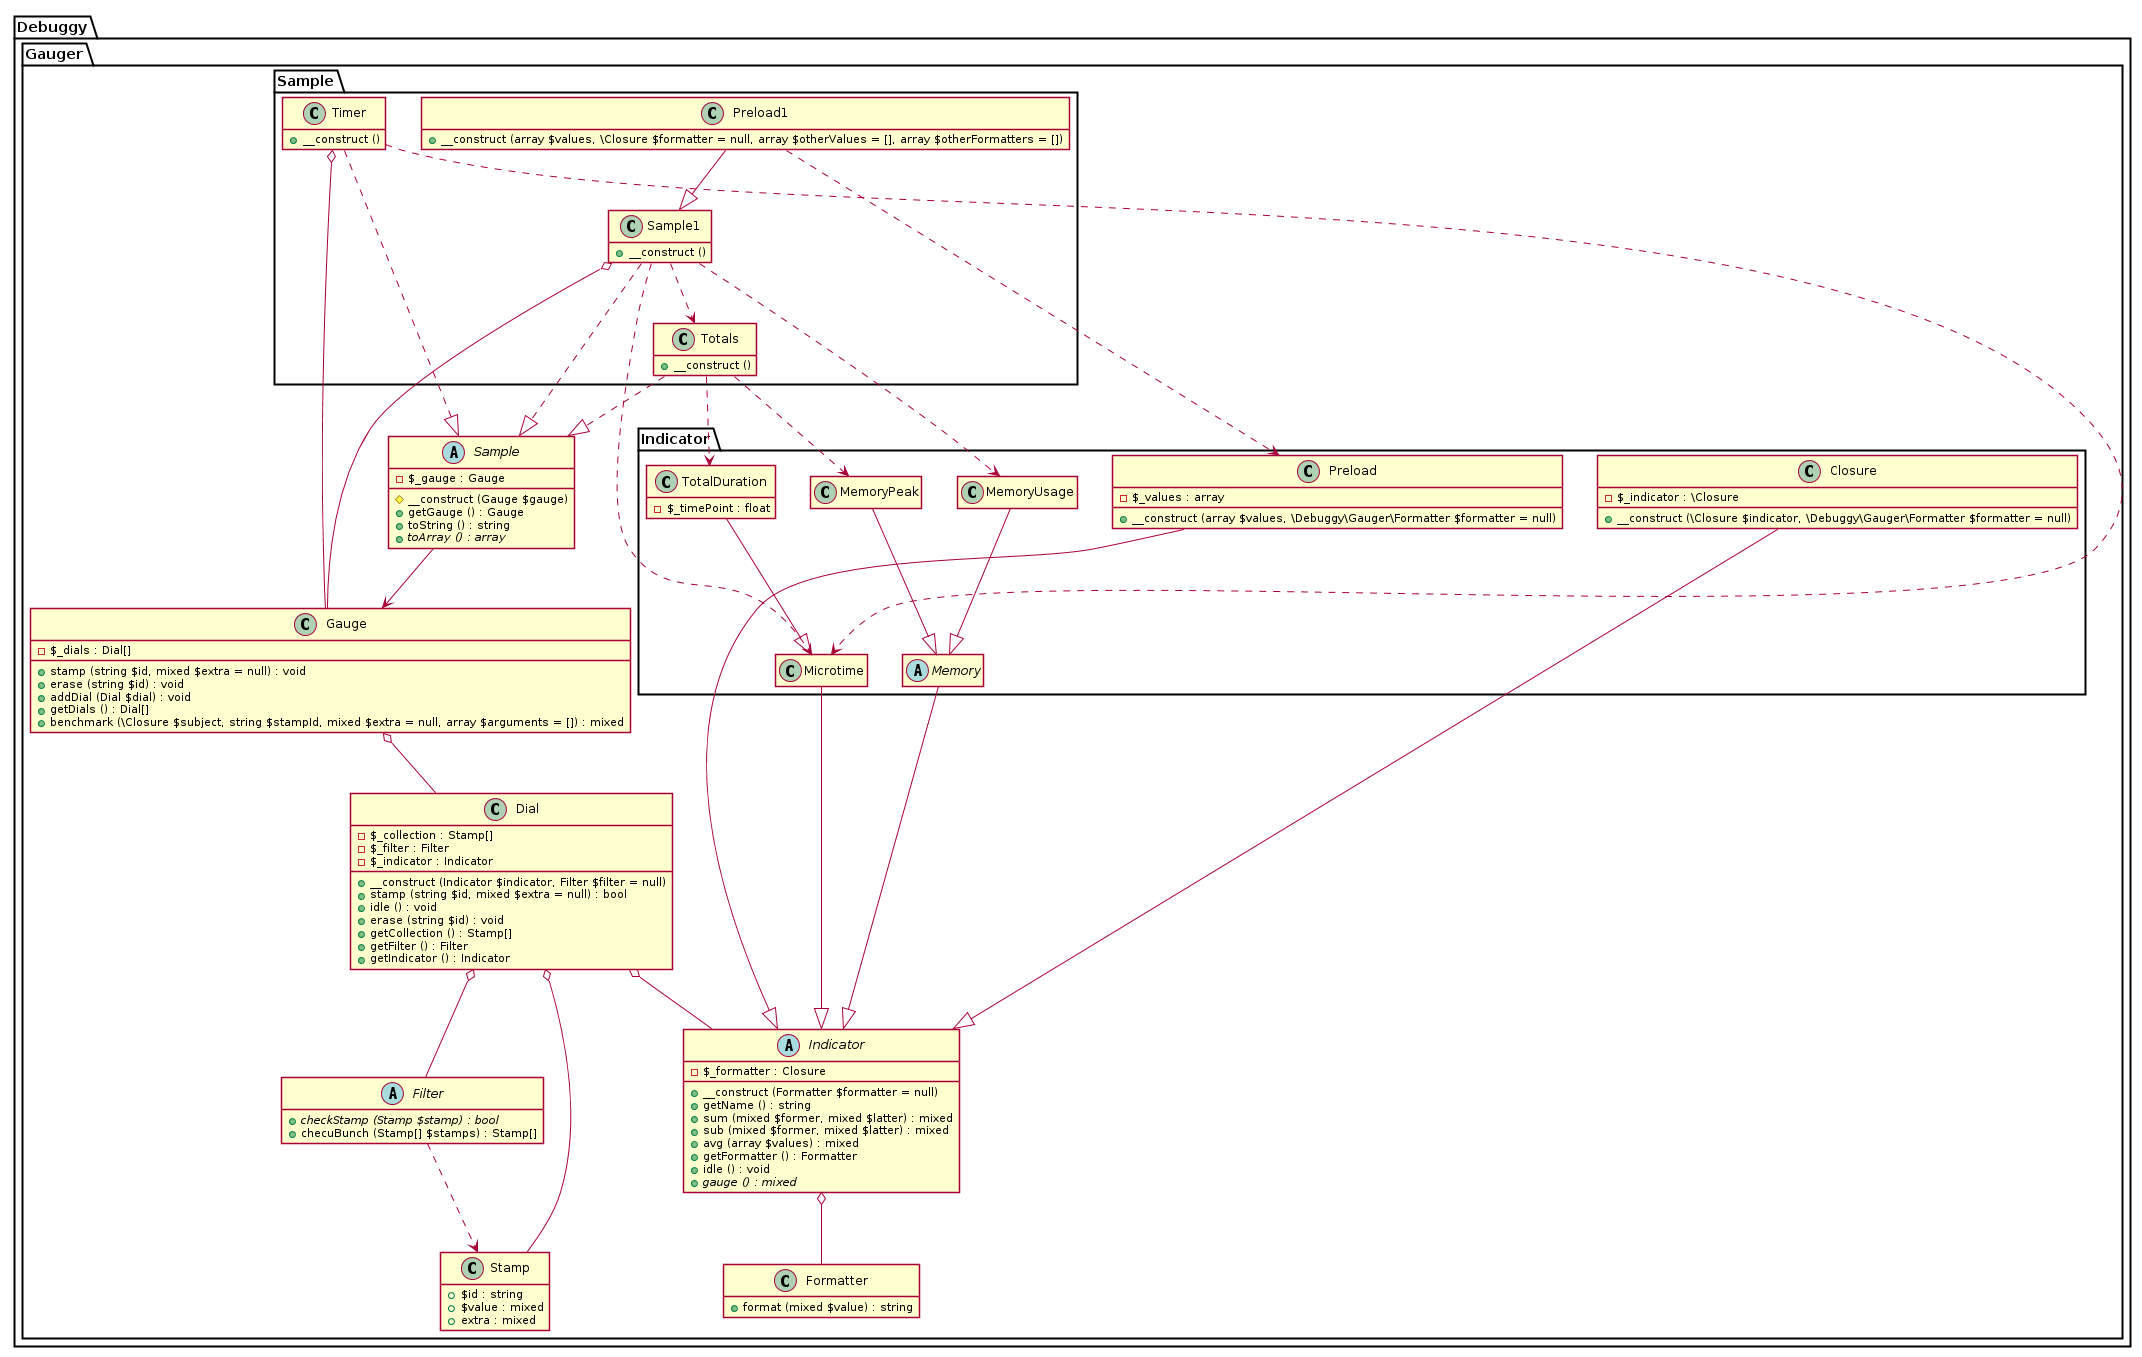 Debuggy
Gauger
Sample
C Timer
__construct ()
C Preload1
__construct (array $values, \Closure $formatter = null, array $otherValues = [], array $otherFormatters = [])
C Sample1
__construct ()
C Totals
__construct ()
A Sample
$_gauge : Gauge
__construct (Gauge $gauge)
getGauge () : Gauge
toString () : string
toArray () : array
Indicator
C TotalDuration
$_timePoint : float
C MemoryPeak
C MemoryUsage
C Preload
$_values : array
__construct (array $values, \Debuggy\Gauger\Formatter $formatter = null)
C Closure
$_indicator : \Closure
__construct (\Closure $indicator, \Debuggy\Gauger\Formatter $formatter = null)
C Microtime
A Memory
C Gauge
$_dials : Dial[]
stamp (string $id, mixed $extra = null) : void
erase (string $id) : void
addDial (Dial $dial) : void
getDials () : Dial[]
benchmark (\Closure $subject, string $stampId, mixed $extra = null, array $arguments = []) : mixed
C Dial
$_collection : Stamp[]
$_filter : Filter
$_indicator : Indicator
__construct (Indicator $indicator, Filter $filter = null)
stamp (string $id, mixed $extra = null) : bool
idle () : void
erase (string $id) : void
getCollection () : Stamp[]
getFilter () : Filter
getIndicator () : Indicator
A Indicator
$_formatter : Closure
__construct (Formatter $formatter = null)
getName () : string
sum (mixed $former, mixed $latter) : mixed
sub (mixed $former, mixed $latter) : mixed
avg (array $values) : mixed
getFormatter () : Formatter
idle () : void
gauge () : mixed
A Filter
checkStamp (Stamp $stamp) : bool
checuBunch (Stamp[] $stamps) : Stamp[]
C Stamp
$id : string
$value : mixed
extra : mixed
C Formatter
format (mixed $value) : string